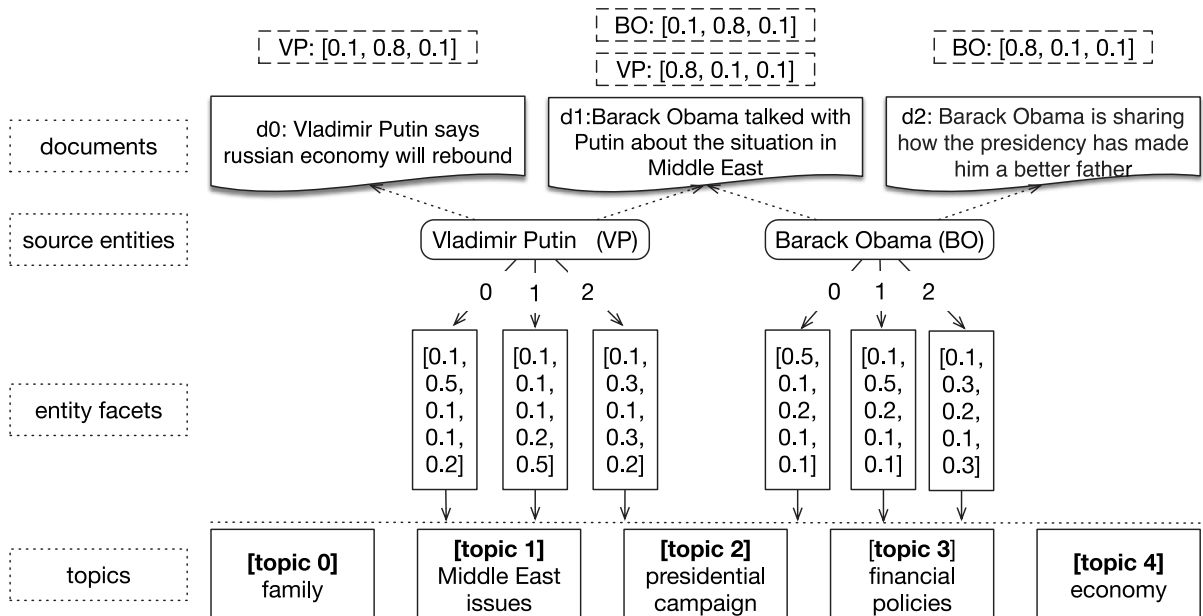 VP: [0.1, 0.8, 0.1]
BO: [0.1, 0.8, 0.1]
VP: [0.8, 0.1, 0.1]
BO: [0.8, 0.1, 0.1]
documents
d0: Vladimir Putin says
russian economy will rebound
d1:Barack Obama talked with
Putin about the situation in
Middle East
d2: Barack Obama is sharing
how the presidency has made
him a better father
source entities
Vladimir Putin (VP)
Barack Obama (BO)
0 1 2
0 1 2
entity facets
[0.1,
0.5,
0.1,
0.1,
0.2]
[0.1,
0.1,
0.1,
0.2,
0.5]
[0.1,
0.3,
0.1,
0.3,
0.2]
[0.5,
0.1,
0.2,
0.1,
0.1]
[0.1,
0.5,
0.2,
0.1,
0.1]
[0.1,
0.3,
0.2,
0.1,
0.3]
topics
[topic 0]
family
[topic 1]
Middle East
issues
[topic 2]
presidential
campaign
[topic 3]
financial
policies
[topic 4]
economy